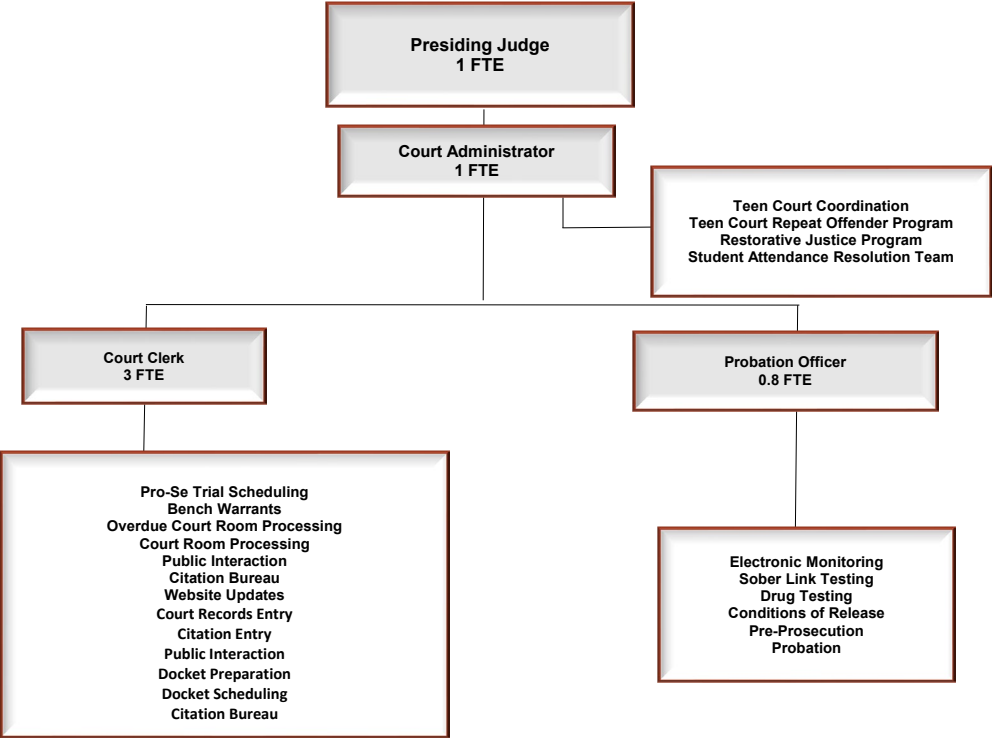 Presiding Judge
1 FTE
Court Administrator
1 FTE
Teen Court Coordination
Teen Court Repeat Offender Program
Restorative Justice Program
Student Attendance Resolution Team
Court Clerk
3 FTE
Probation Officer
0.8 FTE
Pro-Se Trial Scheduling
Bench Warrants
Overdue Court Room Processing
Court Room Processing
Public Interaction
Citation Bureau
Website Updates
Court Records Entry
Citation Entry
Public Interaction
Docket Preparation
Docket Scheduling
Citation Bureau
Electronic Monitoring
Sober Link Testing
Drug Testing
Conditions of Release
Pre-Prosecution
Probation